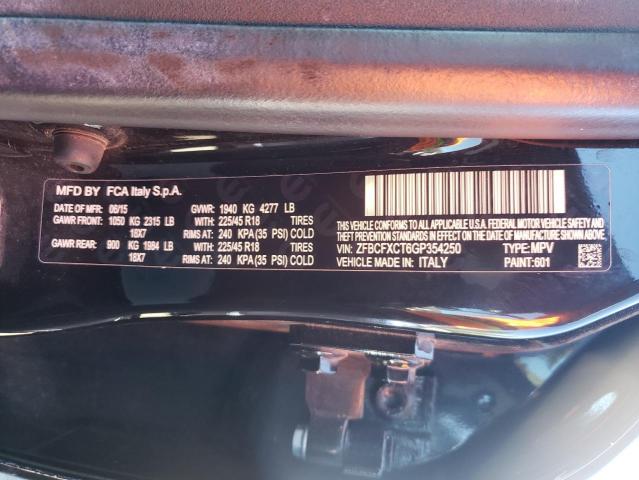 MFD BY FCA Italy S.p.A.
DATE: 06/15 GVWR: 1940 KG 4277 LB
GAWR FRONT: 1050 KG 2315 LB WITH: 225/45 R18 TIRES
18X7 RIMS AT: 240 KPA(35 PSI) COLD
GAWR REAR: 900 KG 1984 LB WITH: 225/45 R18 TIRES
18X7 RIMS AT: 240 KPA(35 PSI) COLD
THIS VEHICLE CONFORMS TO ALL APPLICABLE U.S.A. FEDERAL MOTOR
VEHICLE SAFETY, BUMPER, AND THEFT PREVENTION STANDARDS IN EFFECT
ON THE DATE OF MANUFACTURE SHOWN ABOVE.
VIN: ZFBCFXCT6GP354250 TYPE: MPV
VEHICLE MADE IN: ITALY PAINT: 601